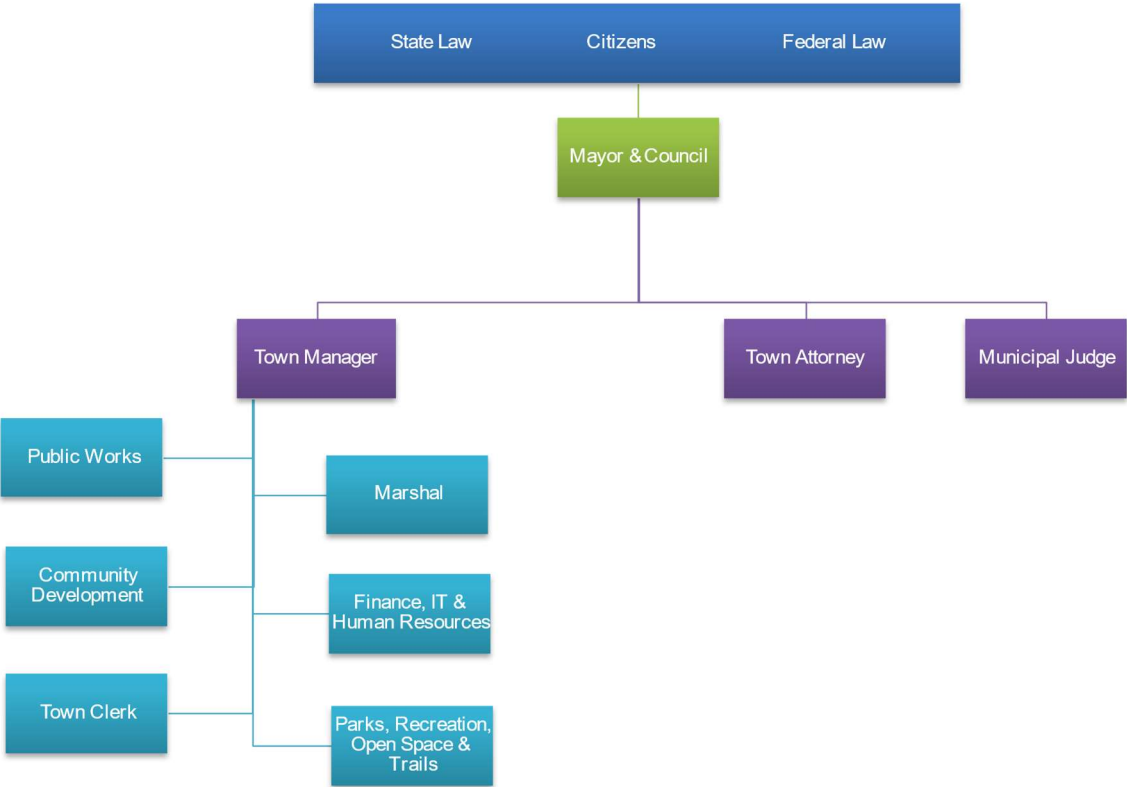 State Law
Citizens
Federal Law
Mayor & Council
Town Manager
Town Attorney
Municipal Judge
Public Works
Marshal
Community
Development
Finance, IT &
Human Resources
Town Clerk
Parks, Recreation,
Open Space &
Trails